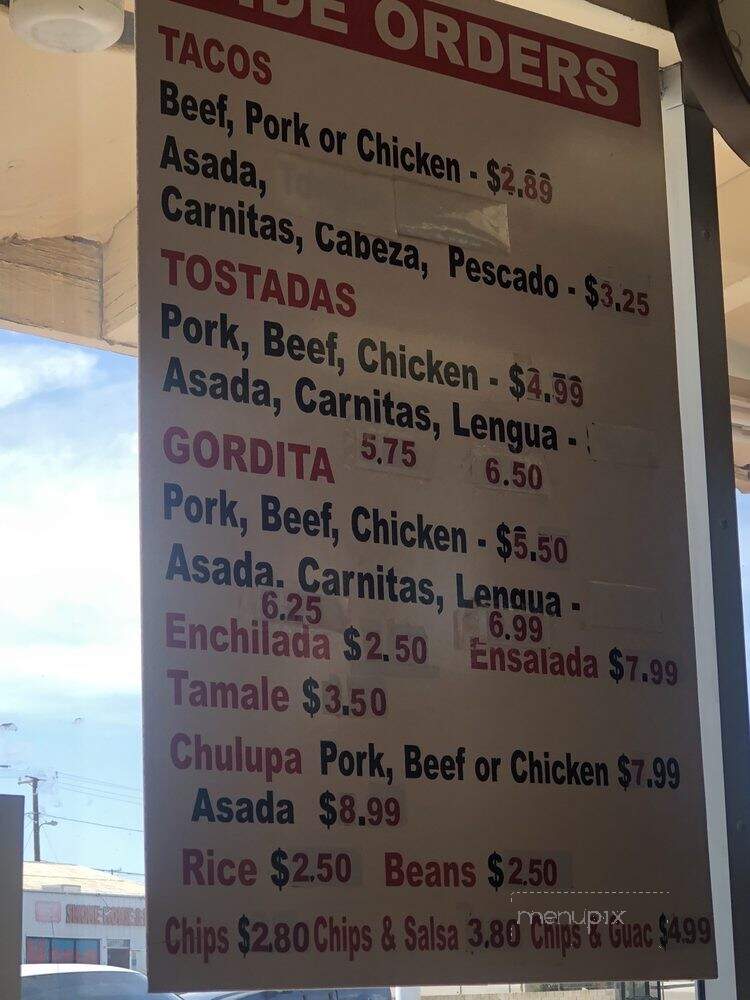 ORDERS
TACOS
Beef, Pork or Chicken - $2.89
Asada,
Carnitas, Cabeza, Pescado - $3.25
TOSTADAS
Pork, Beef, Chicken - $4.99
Asada, Carnitas, Lengua -
5.75 6.50
GORDITA
Pork, Beef, Chicken - $5.50
Asada. Carnitas, Lengua -
6.25 6.99
Enchilada $2.50 Ensalada $7.99
Tamale $3.50
Chulupa Pork, Beef or Chicken $7.99
Asada $8.99
Rice $2.50 Beans $2.50
Chips $2.80 Chips & Salsa 3.80 Chips & Guac $4.99
menupix